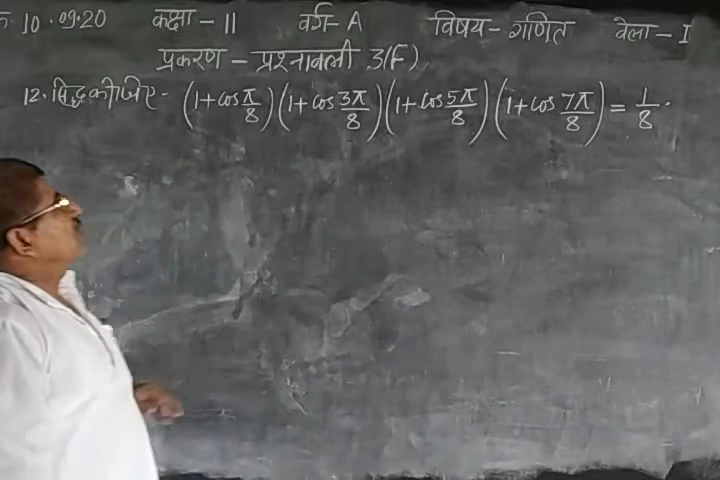 10.09.20 कक्षा - 11 वर्ग - A विषय - गणित वेला - I
प्रकरण - प्रश्नावली 3(F)
12. सिद्ध कीजिए - (1+cos π/8)(1+cos 3π/8)(1+cos 5π/8)(1+cos 7π/8) = 1/8.